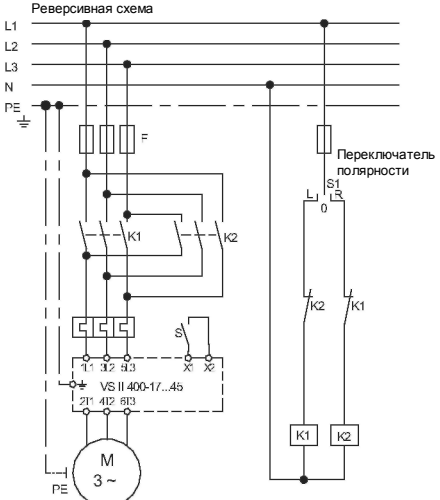 Реверсивная схема
L1
L2
L3
N
PE
F
Переключатель
полярности
S1
L R
0
K1
K2
K2
K1
S
1L1 3L2 5L3 X1 X2
VS II 400-17...45
2T1 4T2 6T3
K1
K2
M
3 ~
PE